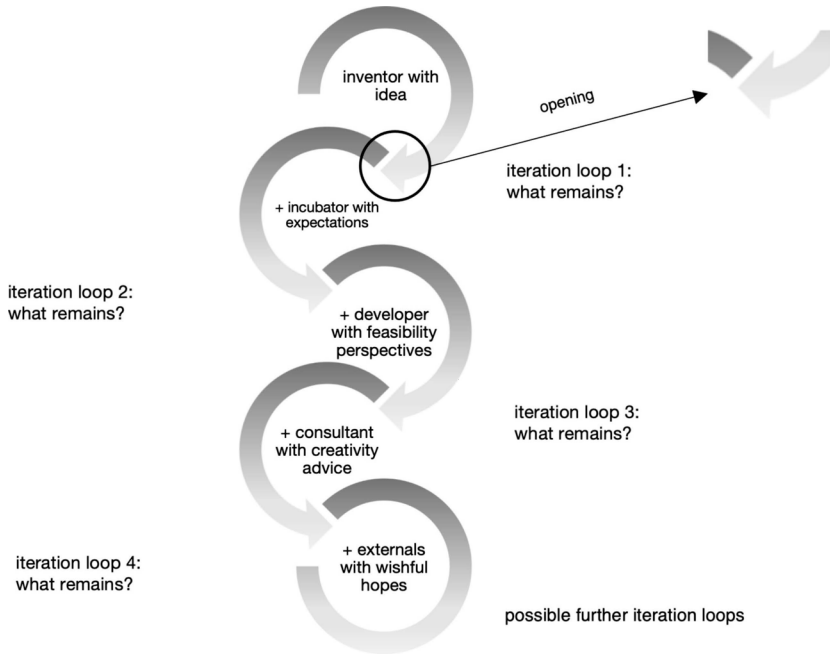 inventor with
idea
opening
iteration loop 1:
what remains?
+ incubator with
expectations
iteration loop 2:
what remains?
+ developer
with feasibility
perspectives
iteration loop 3:
what remains?
+ consultant
with creativity
advice
iteration loop 4:
what remains?
+ externals
with wishful
hopes
possible further iteration loops